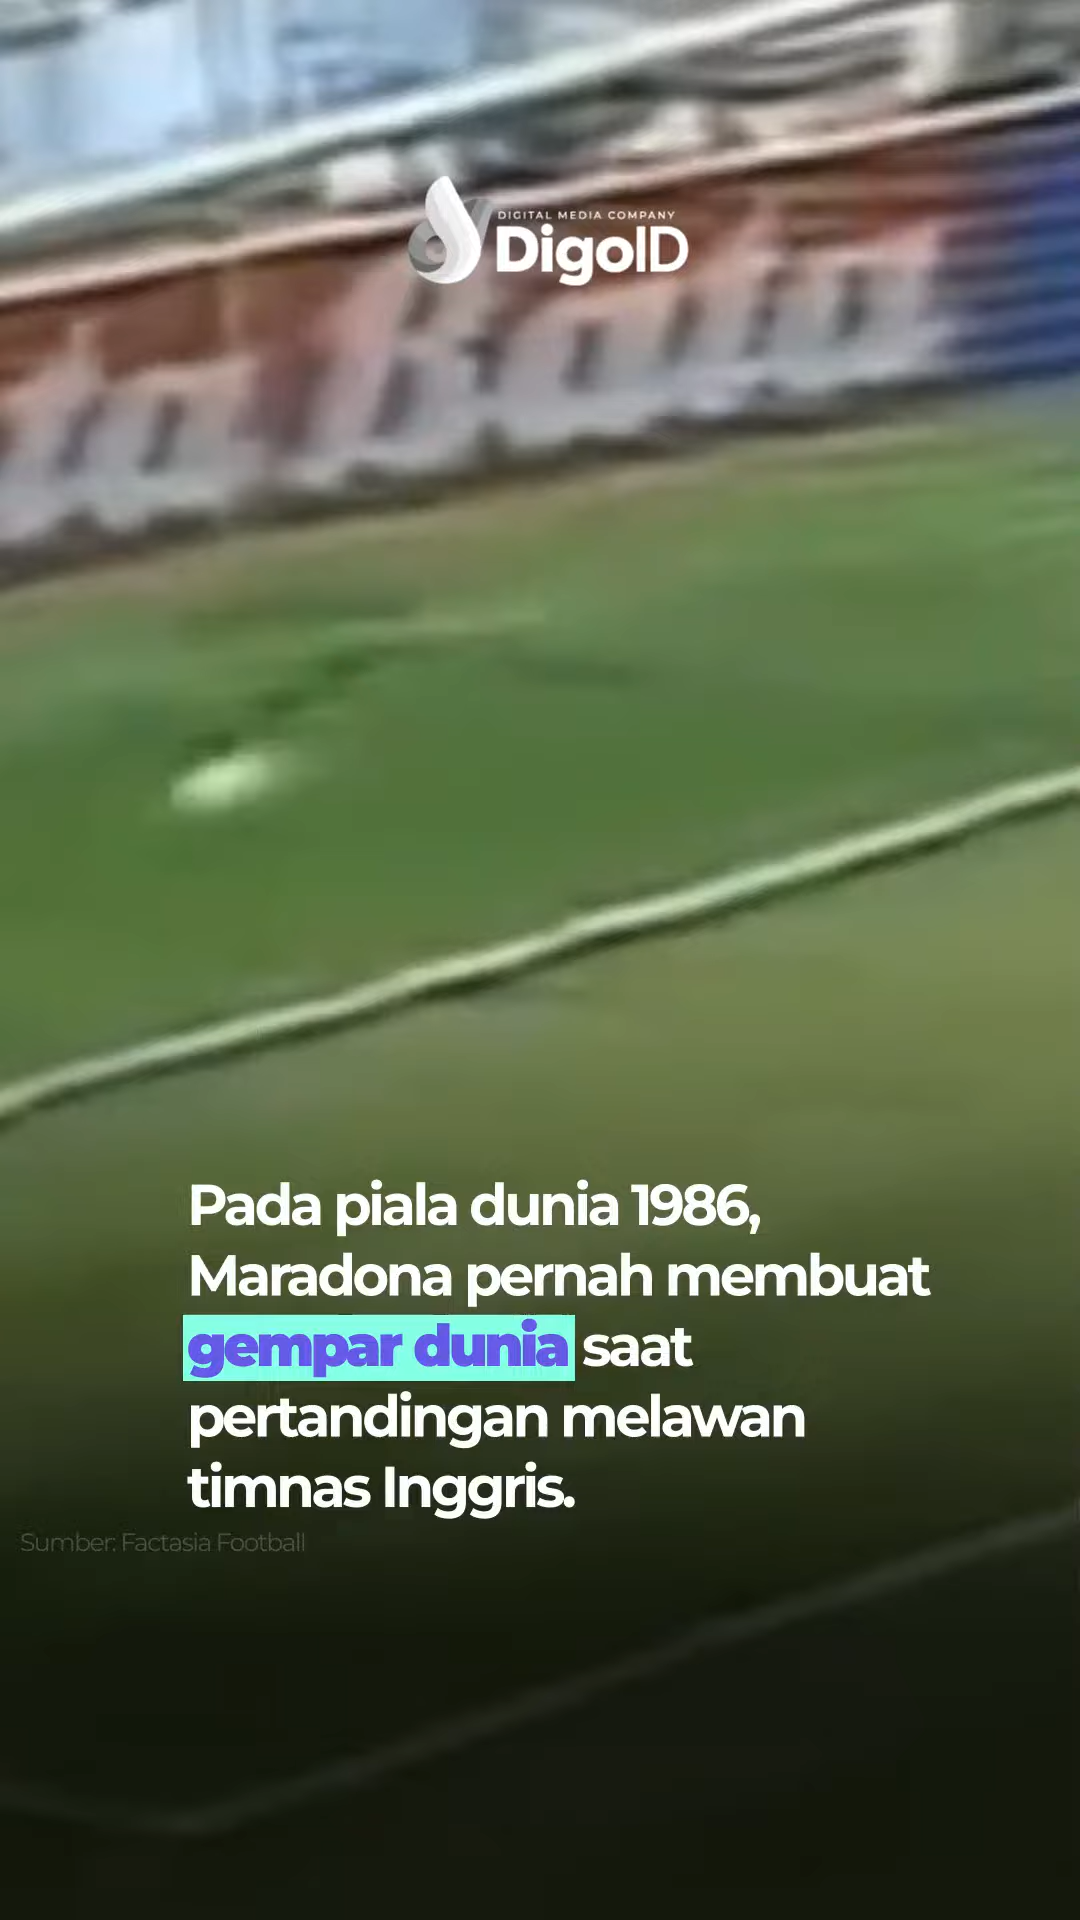 DIGITAL MEDIA COMPANY
DigoID
Pada piala dunia 1986,
Maradona pernah membuat
gempar dunia saat
pertandingan melawan
timnas Inggris.
Sumber: Factasia Football